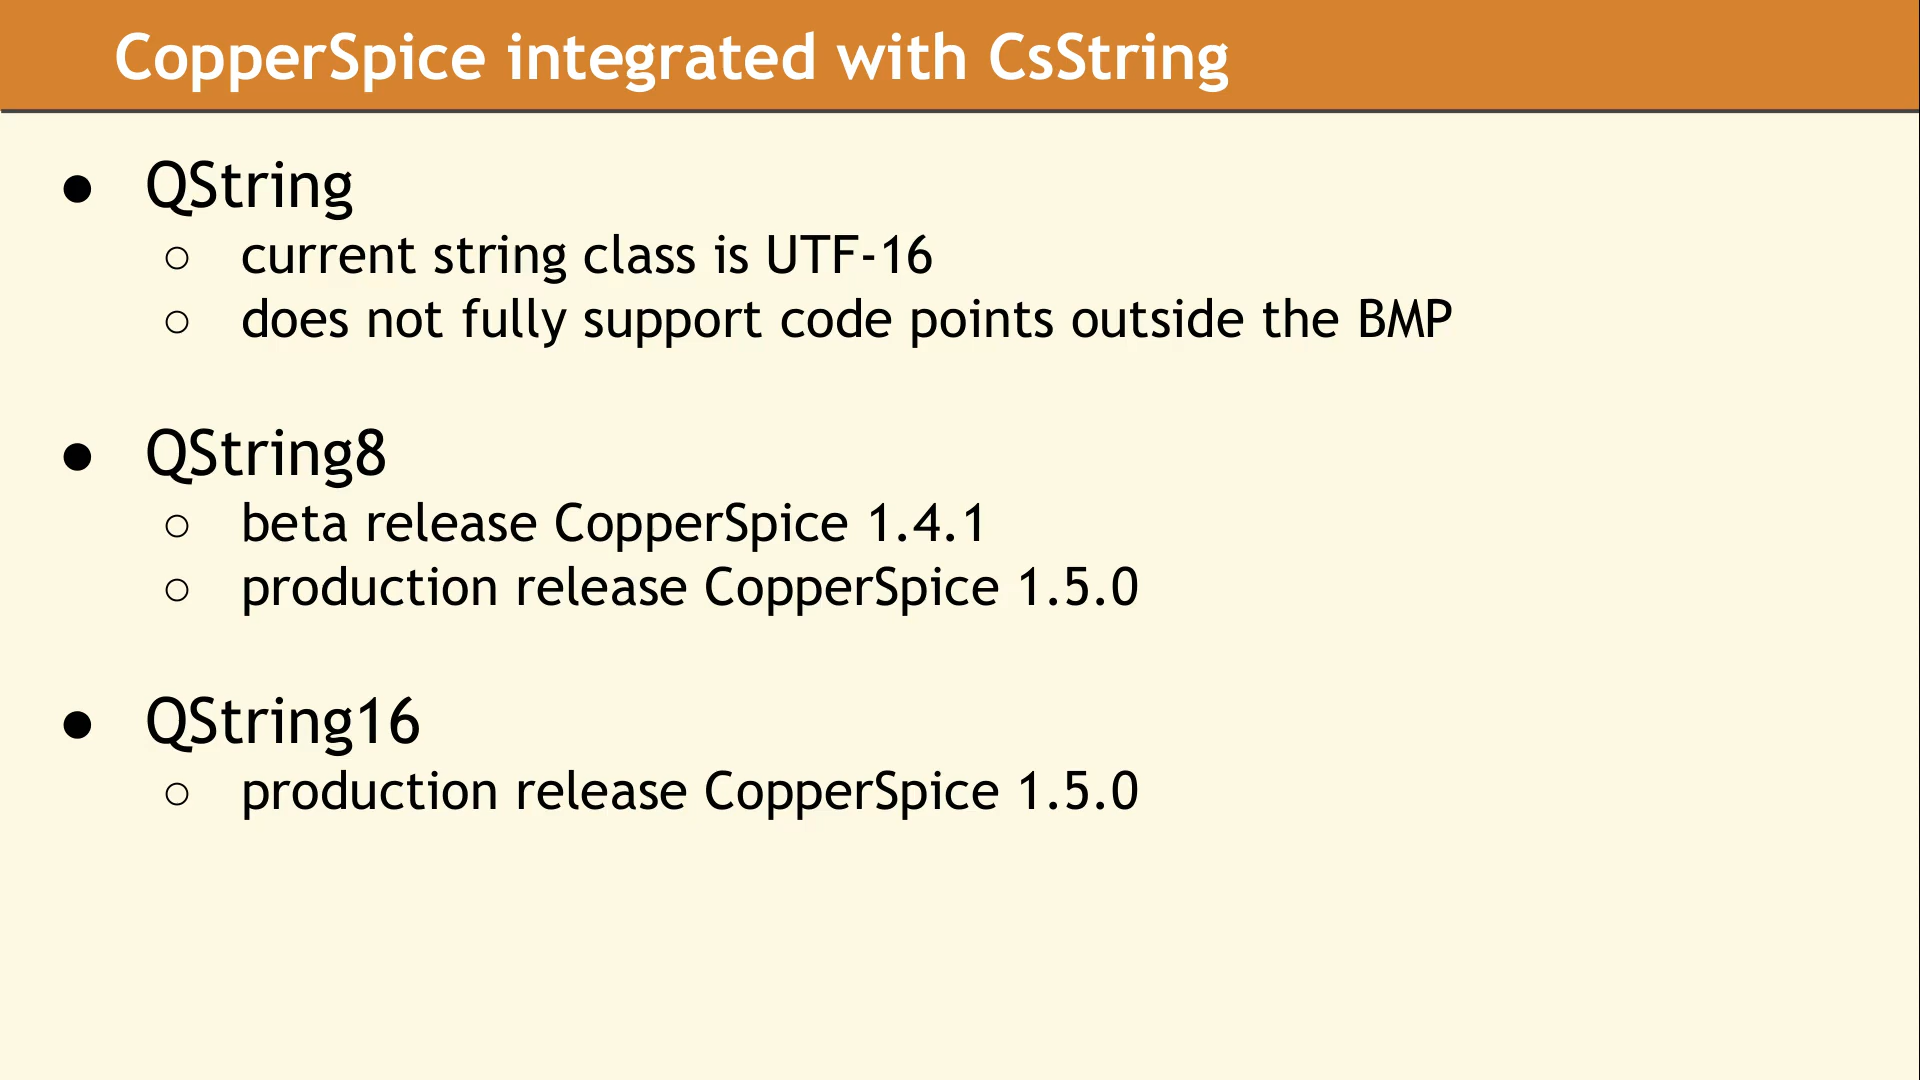 CopperSpice integrated with CsString
● QString
○ current string class is UTF-16
○ does not fully support code points outside the BMP
● QString8
○ beta release CopperSpice 1.4.1
○ production release CopperSpice 1.5.0
● QString16
○ production release CopperSpice 1.5.0